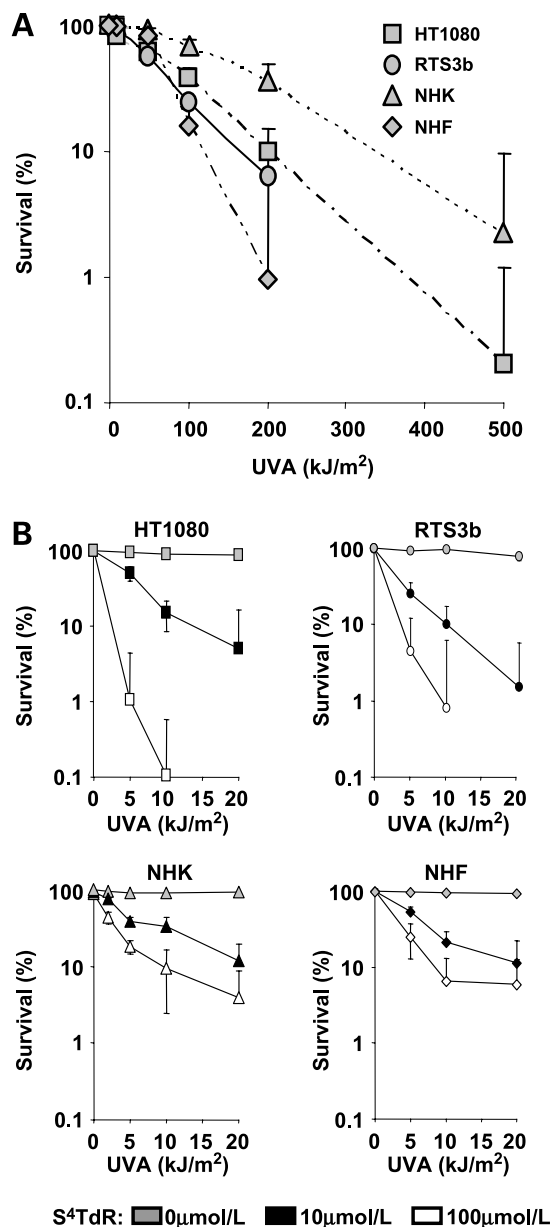 A
HT1080
RTS3b
NHK
NHF
Survival (%)
100
10
1
0.1
0 100 200 300 400 500
UVA (kJ/m²)
B
HT1080
Survival (%)
100
10
1
0.1
0 5 10 15 20
UVA (kJ/m²)
RTS3b
Survival (%)
100
10
1
0.1
0 5 10 15 20
UVA (kJ/m²)
NHK
Survival (%)
100
10
1
0.1
0 5 10 15 20
UVA (kJ/m²)
NHF
Survival (%)
100
10
1
0.1
0 5 10 15 20
UVA (kJ/m²)
S⁴TdR: 0μmol/L 10μmol/L 100μmol/L